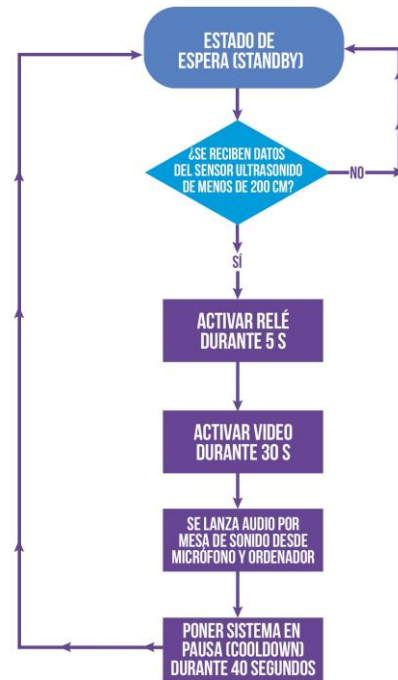 ESTADO DE
ESPERA (STANDBY)
¿SE RECIBEN DATOS
DEL SENSOR ULTRASONIDO
DE MENOS DE 200 CM?
NO
SÍ
ACTIVAR RELÉ
DURANTE 5 S
ACTIVAR VIDEO
DURANTE 30 S
SE LANZA AUDIO POR
MESA DE SONIDO DESDE
MICRÓFONO Y ORDENADOR
PONER SISTEMA EN
PAUSA (COOLDOWN)
DURANTE 40 SEGUNDOS